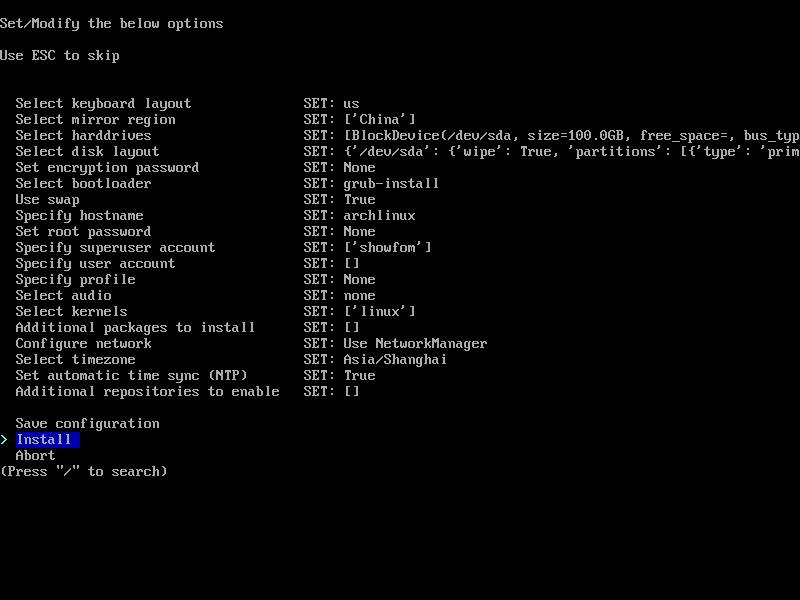 Set/Modify the below options
Use ESC to skip
Select keyboard layout SET: us
Select mirror region SET: ['China']
Select harddrives SET: [BlockDevice(/dev/sda, size=100.0GB, free_space=, bus_typ
Select disk layout SET: {'/dev/sda': {'wipe': True, 'partitions': [{'type': 'prim
Set encryption password SET: None
Select bootloader SET: grub-install
Use swap SET: True
Specify hostname SET: archlinux
Set root password SET: None
Specify superuser account SET: ['showfom']
Specify user account SET: []
Specify profile SET: None
Select audio SET: none
Select kernels SET: ['linux']
Additional packages to install SET: []
Configure network SET: Use NetworkManager
Select timezone SET: Asia/Shanghai
Set automatic time sync (NTP) SET: True
Additional repositories to enable SET: []
Save configuration
> Install
Abort
(Press "/" to search)